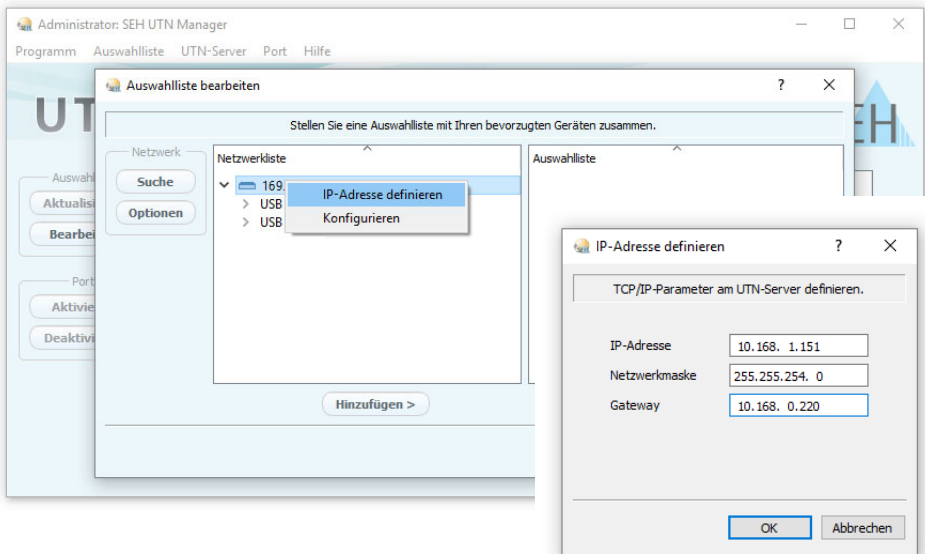 Administrator: SEH UTN Manager
Programm Auswahlliste UTN-Server Port Hilfe
UT
SEH
Auswahl
Aktualisi
Bearbei
Port
Aktivie
Deaktivi
Auswahlliste bearbeiten
Stellen Sie eine Auswahlliste mit Ihren bevorzugten Geräten zusammen.
Netzwerk
Suche
Optionen
Netzwerkliste
169.
USB
USB
IP-Adresse definieren
Konfigurieren
Auswahlliste
Hinzufügen >
IP-Adresse definieren
TCP/IP-Parameter am UTN-Server definieren.
IP-Adresse 10.168. 1.151
Netzwerkmaske 255.255.254. 0
Gateway 10.168. 0.220
OK Abbrechen